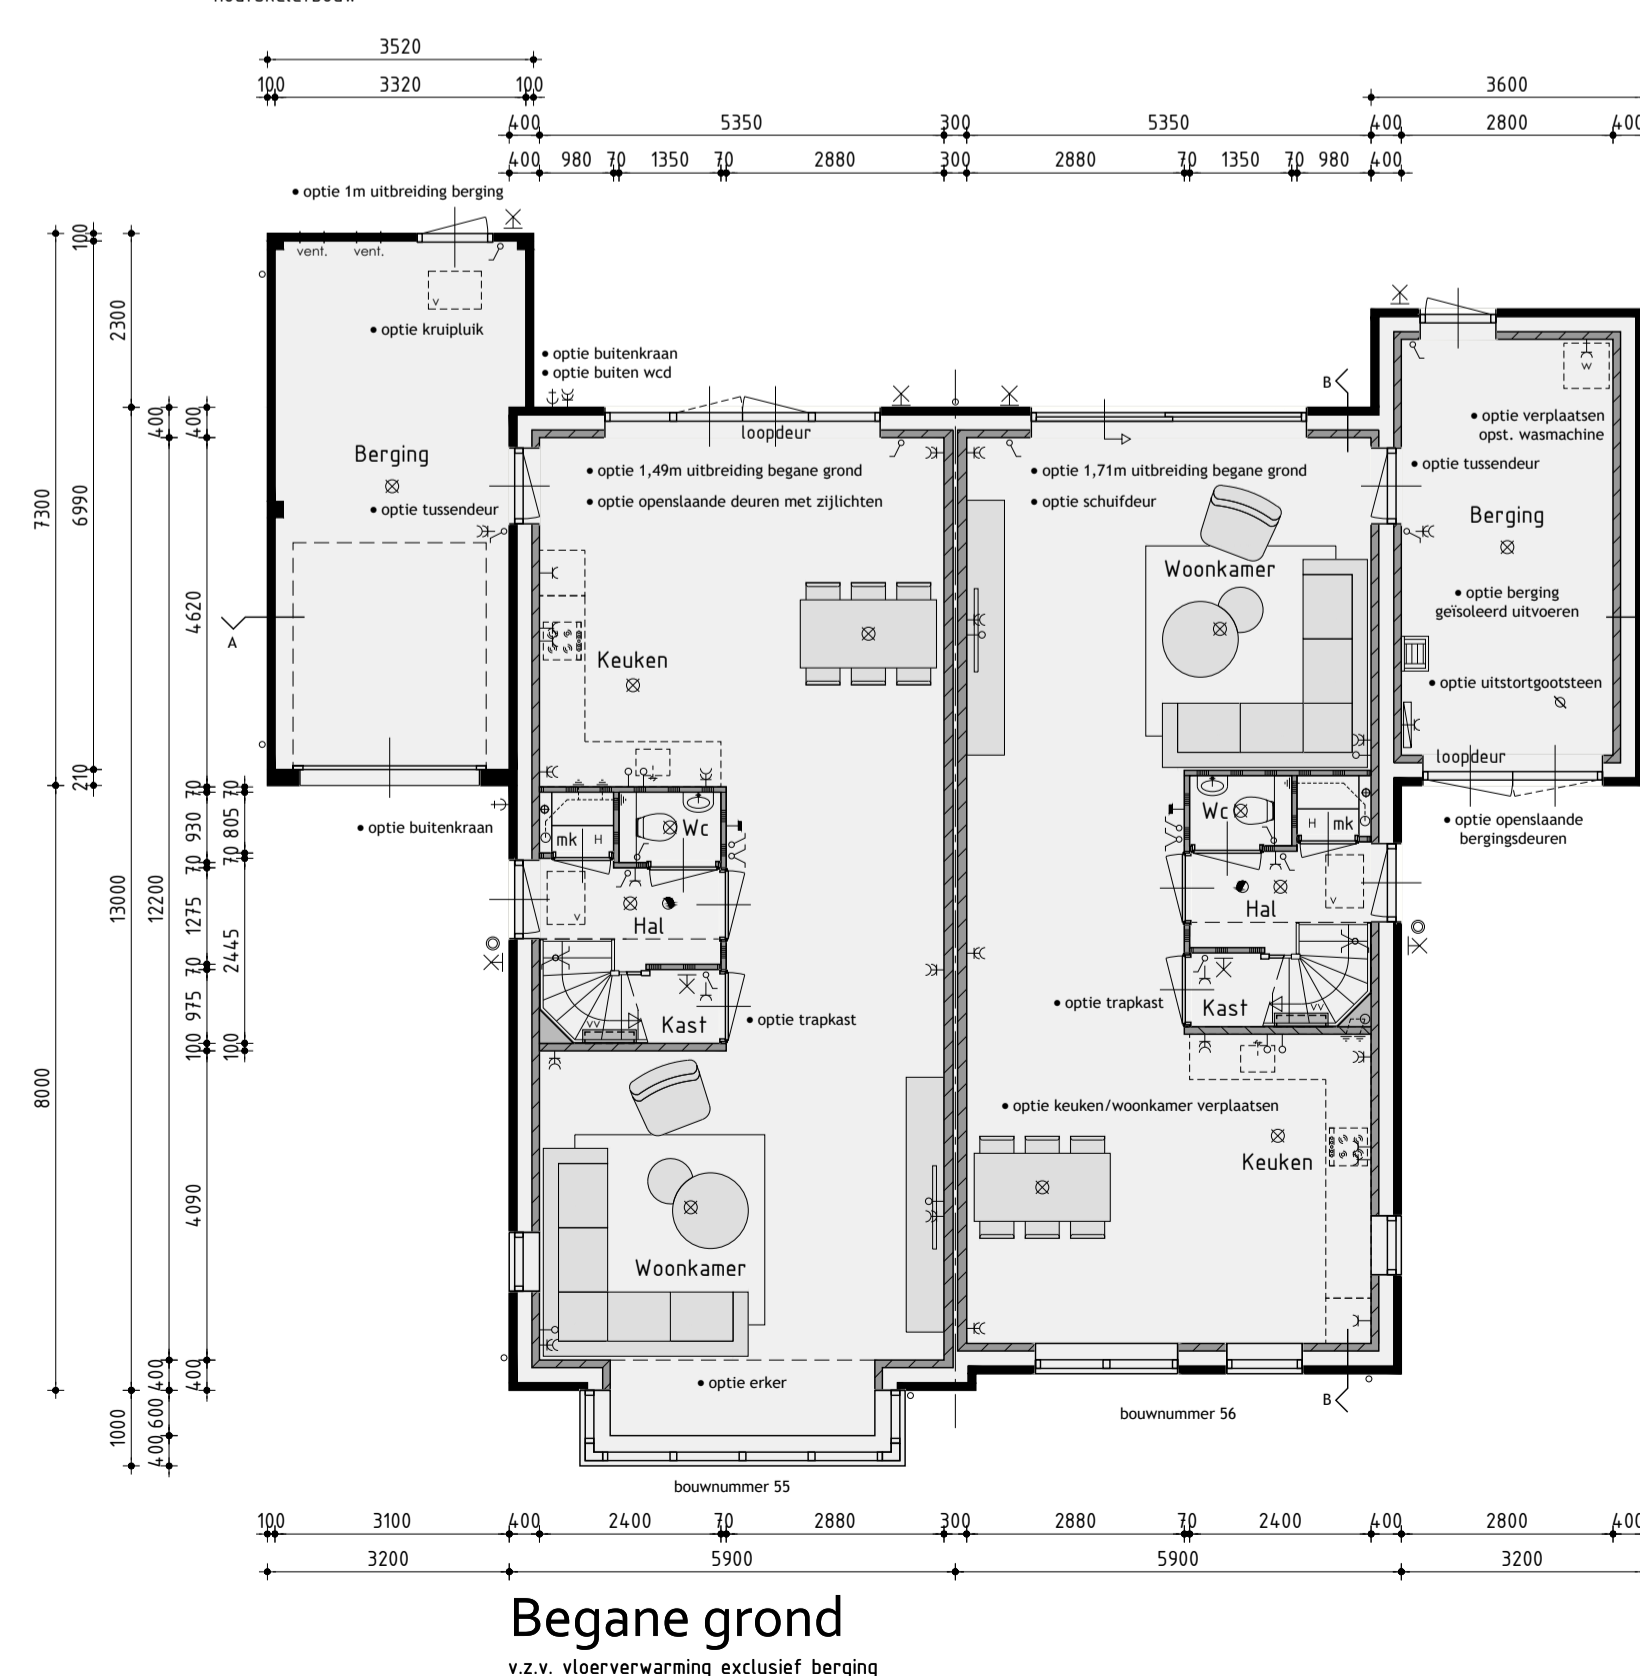 3520
100 3320 100
3600
400 5350 300 5350 400 2800 400
400 980 70 1350 70 2880 300 2880 70 1350 70 980 400
• optie 1m uitbreiding berging
vent. vent.
v
• optie kruipluik
• optie buitenkraan
• optie buiten wcd
loopdeur
B
w
• optie verplaatsen
opst. wasmachine
• optie tussendeur
Berging
• optie tussendeur
• optie 1,49m uitbreiding begane grond
• optie openslaande deuren met zijlichten
• optie 1,71m uitbreiding begane grond
• optie schuifdeur
Berging
Woonkamer
• optie berging
geïsoleerd uitvoeren
A
Keuken
• optie uitstortgootsteen
loopdeur
• optie buitenkraan
mk H Wc
Wc H mk
• optie openslaande
bergingsdeuren
v
Hal
Hal
v
Kast
vv
• optie trapkast
• optie trapkast
Kast
vv
• optie keuken/woonkamer verplaatsen
Keuken
Woonkamer
• optie erker
B
bouwnummer 56
bouwnummer 55
7300
8000
100
6990
210
2300
13000
1000
400
12200
400
600
400
400
4620
70
930
70
1275
70
975
100
4090
400
70
805
70
2445
100
100 3100 400 2400 70 2880 300 2880 70 2400 400 2800 400
3200 5900 5900 3200
Begane grond
v.z.v. vloerverwarming exclusief berging